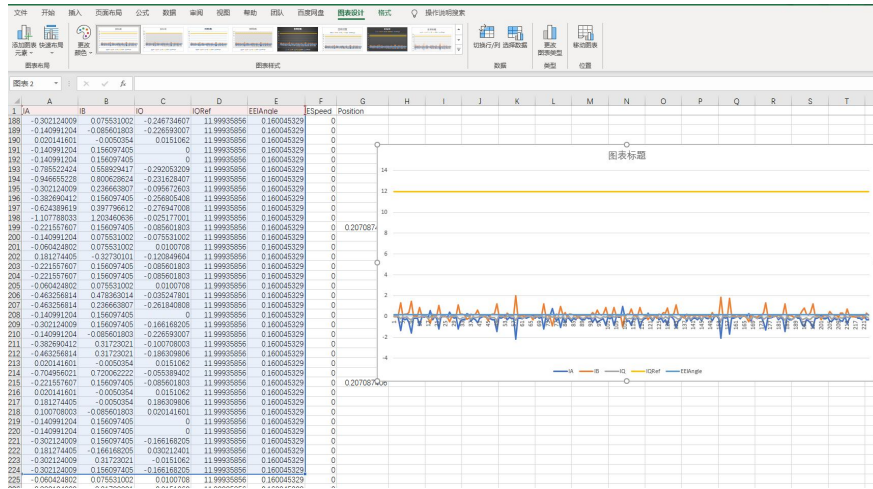 文件 开始 插入 页面布局 公式 数据 审阅 视图 帮助 团队 百度网盘 图表设计 格式 操作说明搜索
添加图表 快速布局 更改 切换行/列 选择数据 更改 移动图表
元素 颜色 图表类型
图表布局 图表样式 数据 类型 位置
图表 2 fx
A B C D E F G H I J K L M N O P Q R S T
1 IA IB IQ IQRef EEIAngle ESpeed Position
188 -0.302124009 0.075531002 -0.246734607 11.99935856 0.160045329 0
189 -0.140991204 -0.085601803 -0.226593007 11.99935856 0.160045329 0
190 0.020141601 -0.0050354 0.0151062 11.99935856 0.160045329 0
191 -0.140991204 0.156097405 0 11.99935856 0.160045329 0
192 -0.140991204 0.156097405 0 11.99935856 0.160045329 0
193 -0.785522424 0.558929417 -0.292053209 11.99935856 0.160045329 0
194 -0.946655228 0.800628624 -0.231628407 11.99935856 0.160045329 0
195 -0.302124009 0.236663807 -0.095672603 11.99935856 0.160045329 0
196 -0.382690412 0.156097405 -0.256805408 11.99935856 0.160045329 0
197 -0.624389619 0.397796612 -0.276947008 11.99935856 0.160045329 0
198 -1.107788033 1.203460636 -0.025177001 11.99935856 0.160045329 0
199 -0.221557607 0.156097405 -0.085601803 11.99935856 0.160045329 0
200 -0.140991204 0.075531002 -0.075531002 11.99935856 0.160045329 0
201 -0.060424802 0.075531002 0.0100708 11.99935856 0.160045329 0
202 0.181274405 -0.32730101 -0.120849604 11.99935856 0.160045329 0
203 -0.221557607 0.156097405 -0.085601803 11.99935856 0.160045329 0
204 -0.221557607 0.156097405 -0.085601803 11.99935856 0.160045329 0
205 -0.060424802 0.075531002 0.0100708 11.99935856 0.160045329 0
206 -0.463256814 0.478363014 -0.035247801 11.99935856 0.160045329 0
207 -0.463256814 0.236663807 -0.261840808 11.99935856 0.160045329 0
208 -0.140991204 0.156097405 0 11.99935856 0.160045329 0
209 -0.302124009 0.156097405 -0.166168205 11.99935856 0.160045329 0
210 -0.140991204 -0.085601803 -0.226593007 11.99935856 0.160045329 0
211 -0.382690412 0.31723021 -0.100708003 11.99935856 0.160045329 0
212 -0.463256814 0.31723021 -0.186309806 11.99935856 0.160045329 0
213 0.020141601 -0.0050354 0.0151062 11.99935856 0.160045329 0
214 -0.704956021 0.720062222 -0.055389402 11.99935856 0.160045329 0
215 -0.221557607 0.156097405 -0.085601803 11.99935856 0.160045329 0
216 0.020141601 -0.0050354 0.0151062 11.99935856 0.160045329 0
217 0.181274405 -0.0050354 0.186309806 11.99935856 0.160045329 0
218 0.100708003 -0.085601803 0.020141601 11.99935856 0.160045329 0
219 -0.140991204 0.156097405 0 11.99935856 0.160045329 0
220 -0.140991204 0.156097405 0 11.99935856 0.160045329 0
221 -0.302124009 0.156097405 -0.166168205 11.99935856 0.160045329 0
222 0.181274405 -0.166168205 0.030212401 11.99935856 0.160045329 0
223 -0.302124009 0.31723021 -0.0151062 11.99935856 0.160045329 0
224 -0.302124009 0.156097405 -0.166168205 11.99935856 0.160045329 0
225 -0.060424802 0.075531002 0.0100708 11.99935856 0.160045329 0
图表标题
14
12
10
8
6
4
2
0
-2
-4
IA IB IQ IQRef EEIAngle